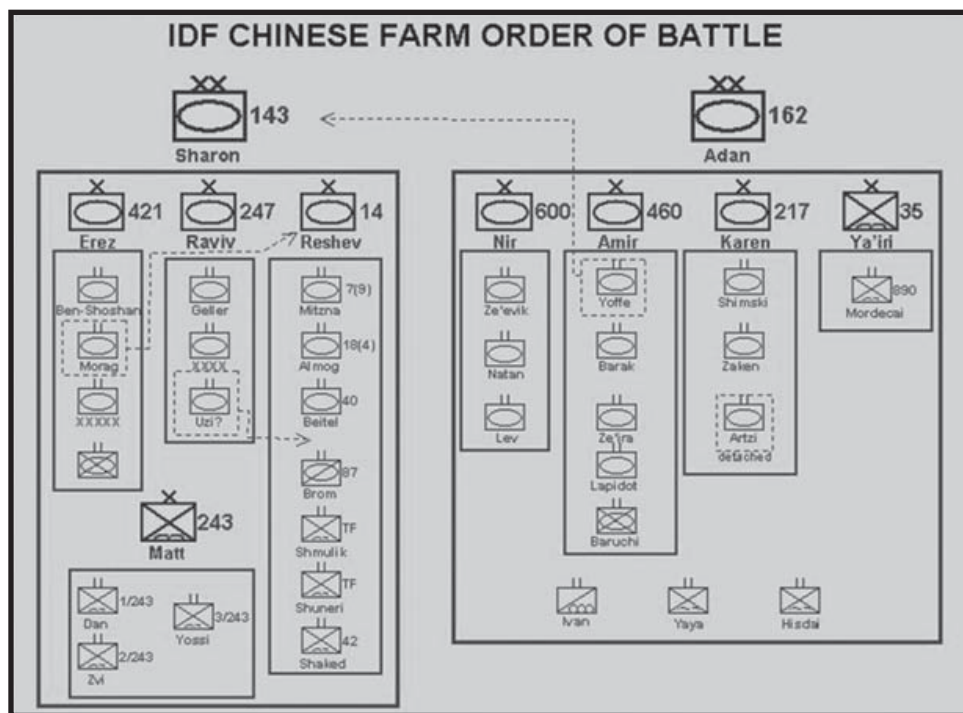 IDF CHINESE FARM ORDER OF BATTLE
XX
143
Sharon
XX
162
Adan
X
421
Erez
X
247
Raviv
X
14
Reshev
X
600
Nir
X
460
Amir
X
217
Karen
X
35
Ya'iri
Ben-Shoshan
Morag
XXXXX
Geller
XXXX
Uzi?
7(9)
Mitzna
18(4)
Almog
40
Beitel
87
Brom
TF
Shmulik
TF
Shuneri
42
Shaked
X
243
Matt
1/243
Dan
2/243
Zvi
3/243
Yossi
Ze'evik
Natan
Lev
Yoffe
Barak
Ze'ira
Lapidot
Baruchi
Shimski
Zaken
Artzi
detached
890
Mordecai
Ivan
Yaya
Hisdai